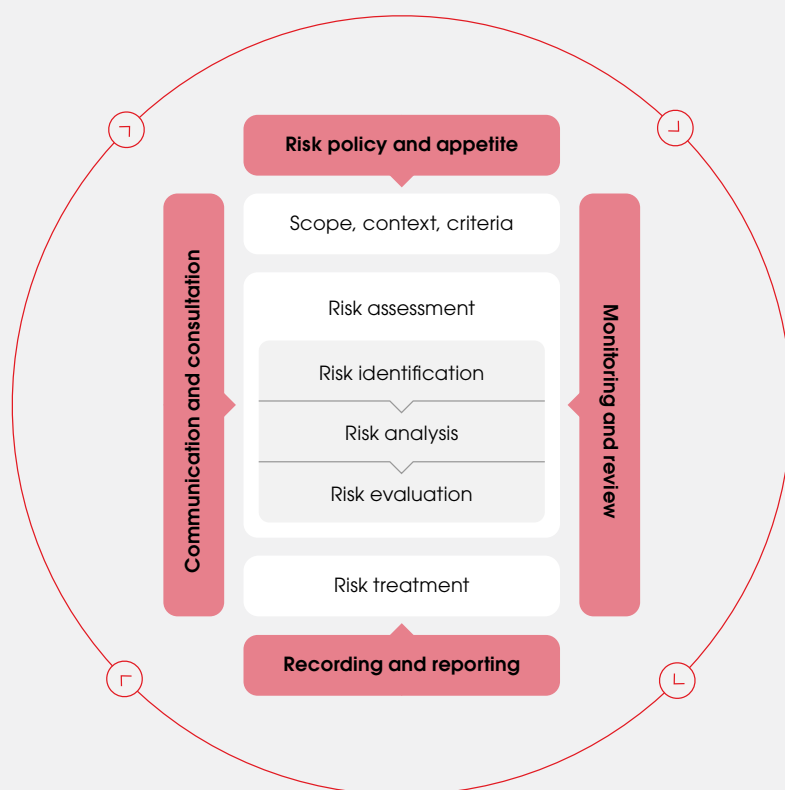 Risk policy and appetite
Scope, context, criteria
Communication and consultation
Risk assessment
Risk identification
Risk analysis
Risk evaluation
Monitoring and review
Risk treatment
Recording and reporting